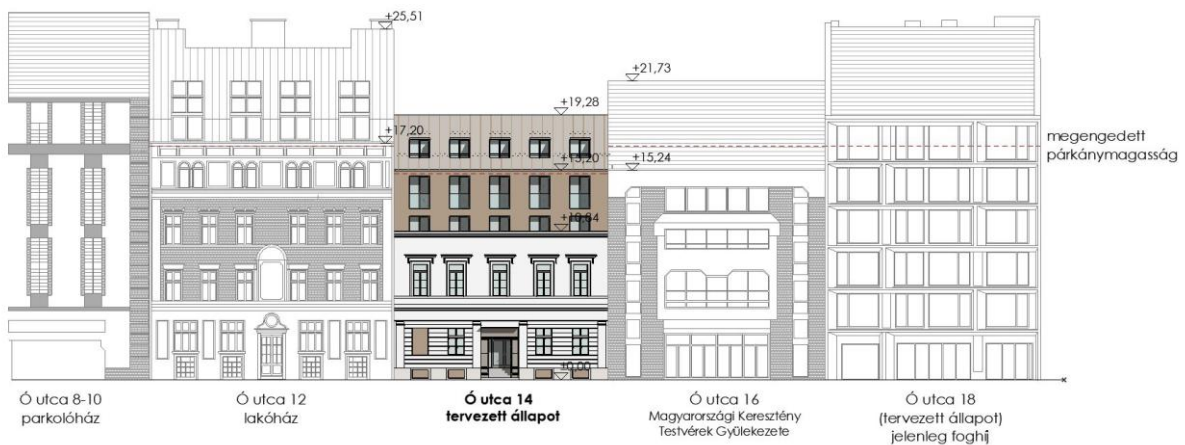 +25,51
+21,73
+19,28
+17,20
+15,20
+15,24
+10,84
+0,00
megengedett
párkánymagasság
Ó utca 8-10
parkolóház
Ó utca 12
lakóház
Ó utca 14
tervezett állapot
Ó utca 16
Magyarországi Keresztény
Testvérek Gyülekezete
Ó utca 18
(tervezett állapot)
jelenleg foghíj